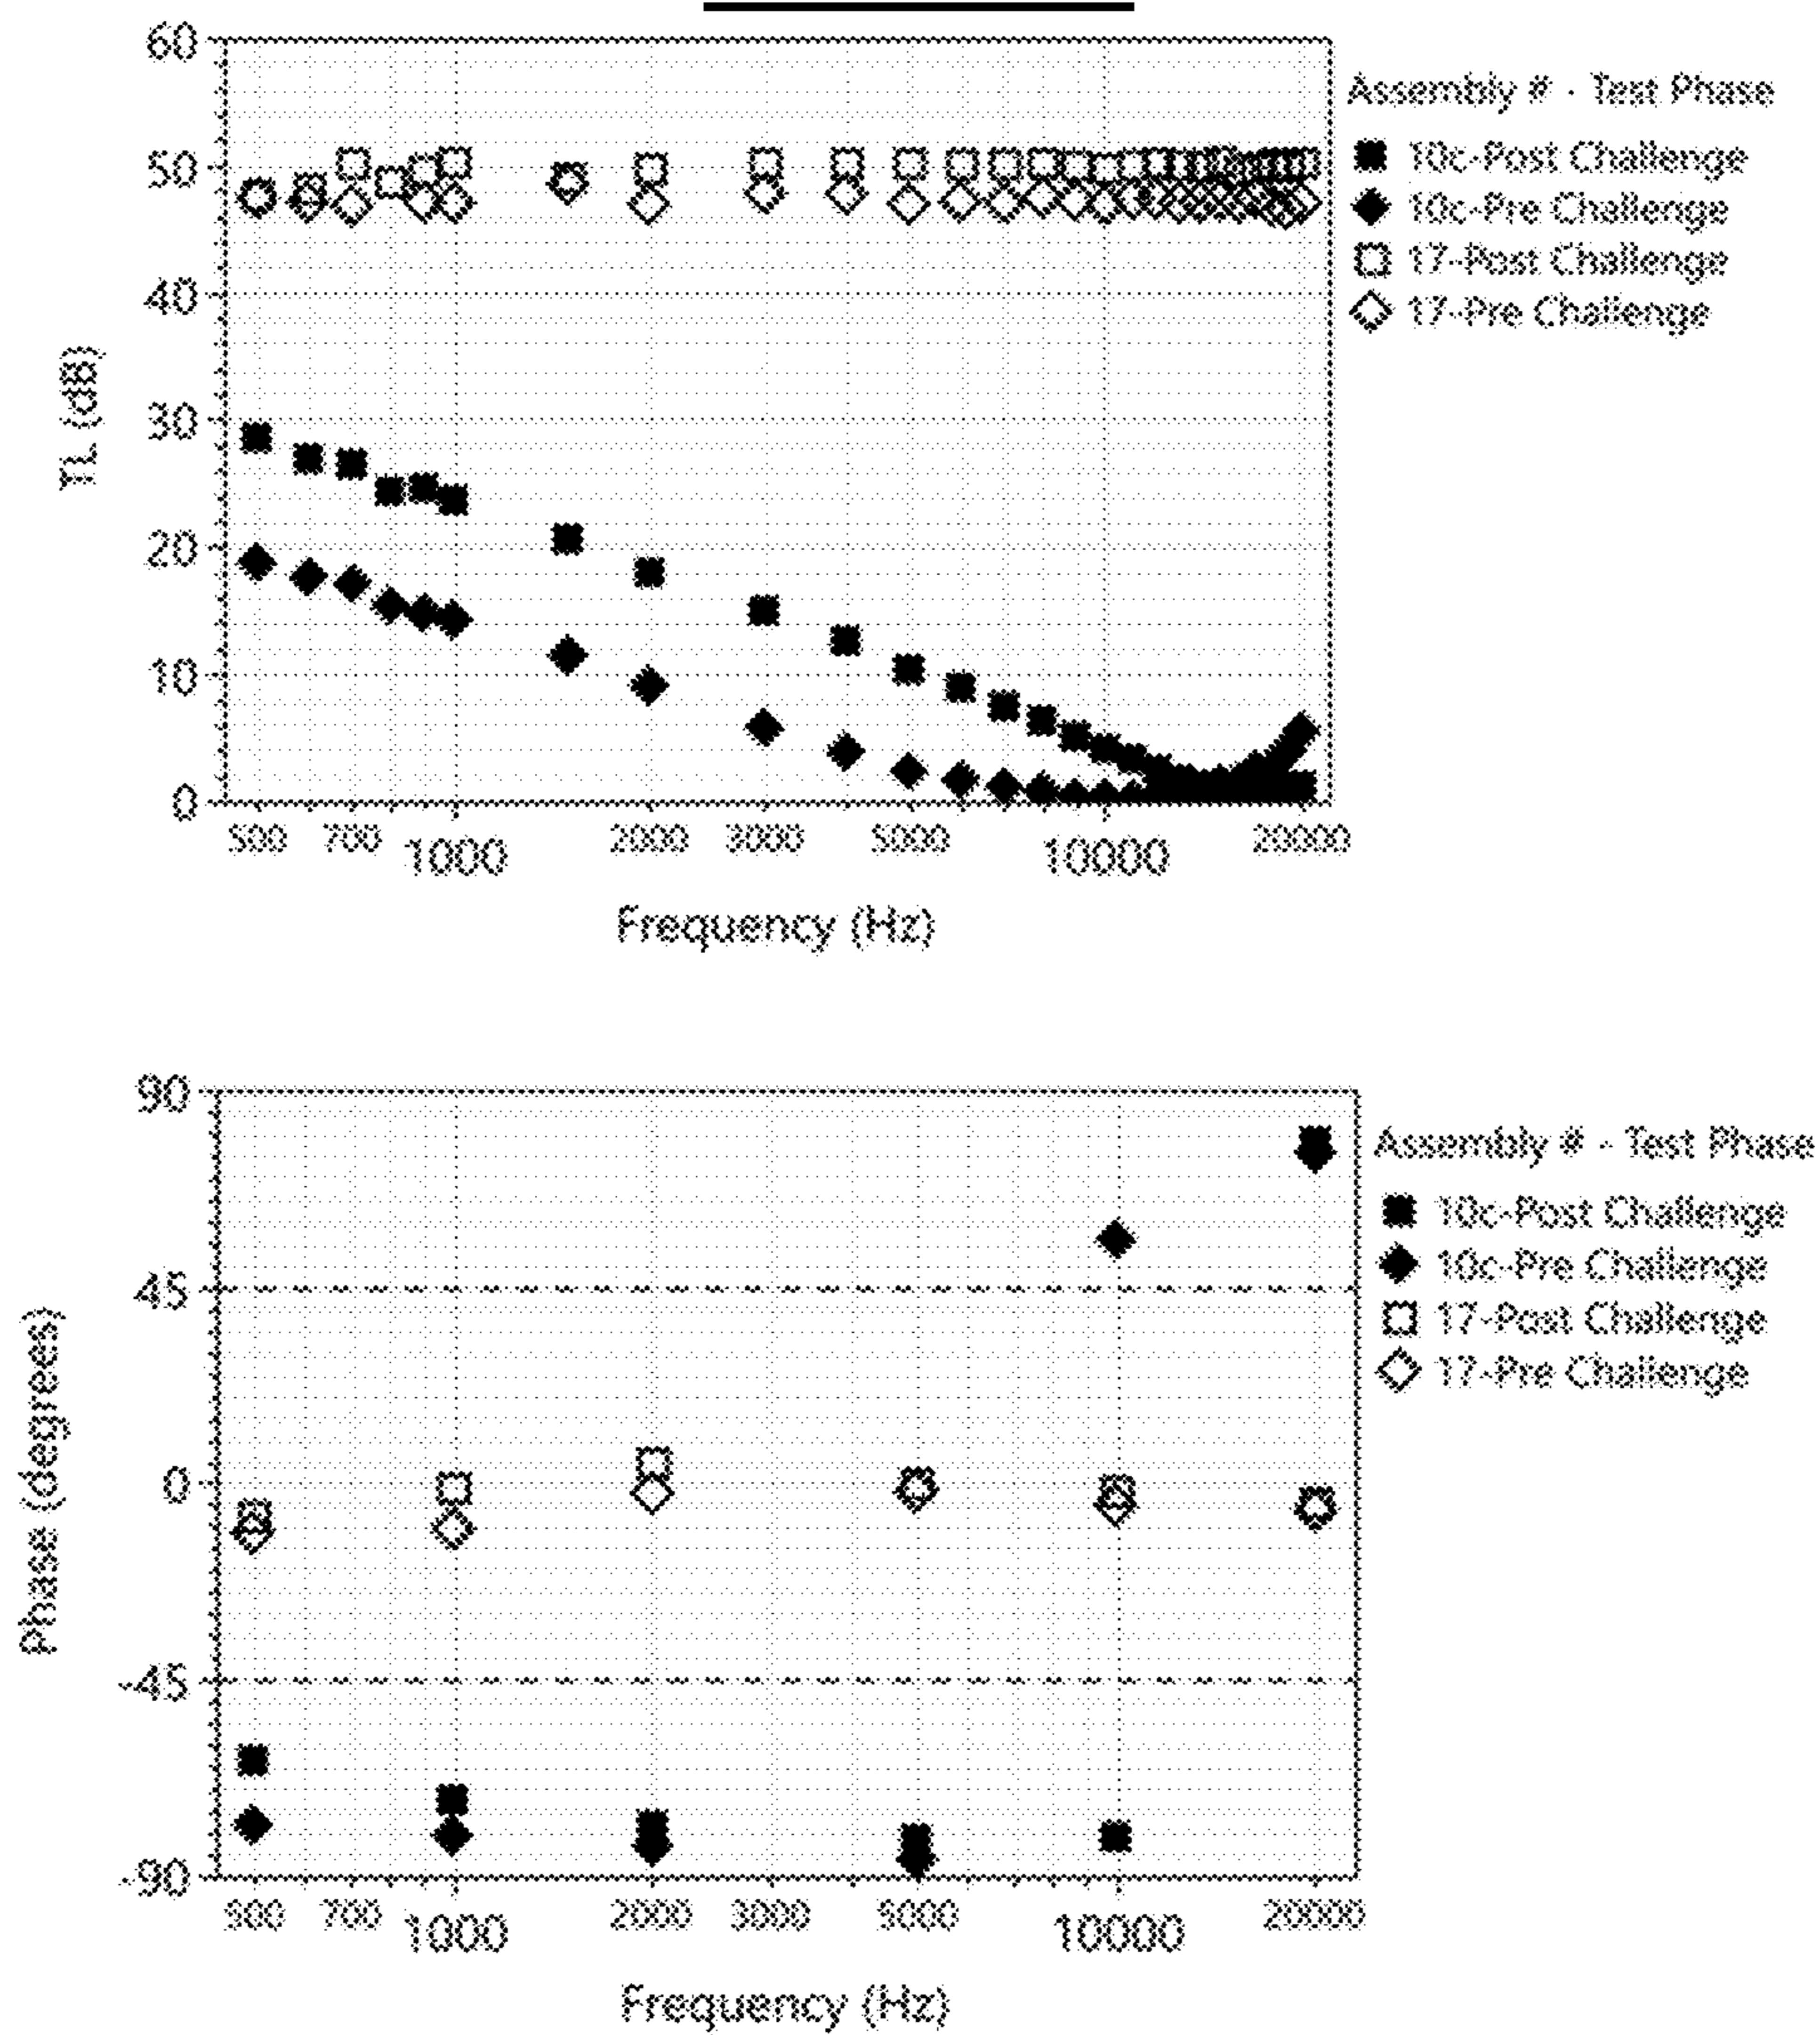 60
50
40
30
20
10
0
TL (dB)
500 700 1000 2000 3000 5000 10000 20000
Frequency (Hz)
Assembly # - Test Phase
10c-Post Challenge
10c-Pre Challenge
17-Post Challenge
17-Pre Challenge
90
45
0
-45
-90
Phase (degrees)
500 700 1000 2000 3000 5000 10000 20000
Frequency (Hz)
Assembly # - Test Phase
10c-Post Challenge
10c-Pre Challenge
17-Post Challenge
17-Pre Challenge